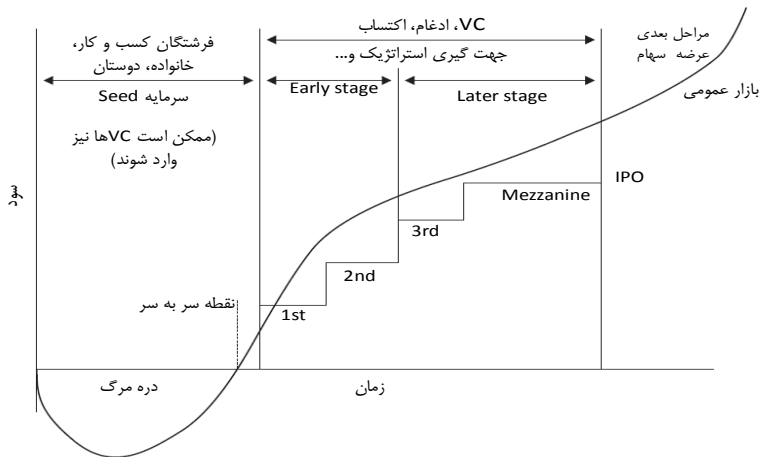 فرشتگان کسب و کار،
خانواده، دوستان
سرمایه Seed
(ممکن است VCها نیز
وارد شوند)
VC، ادغام، اکتساب
جهت گیری استراتژیک و...
Early stage
Later stage
مراحل بعدی
عرضه سهام
بازار عمومی
سود
IPO
Mezzanine
3rd
2nd
1st
نقطه سر به سر
دره مرگ
زمان